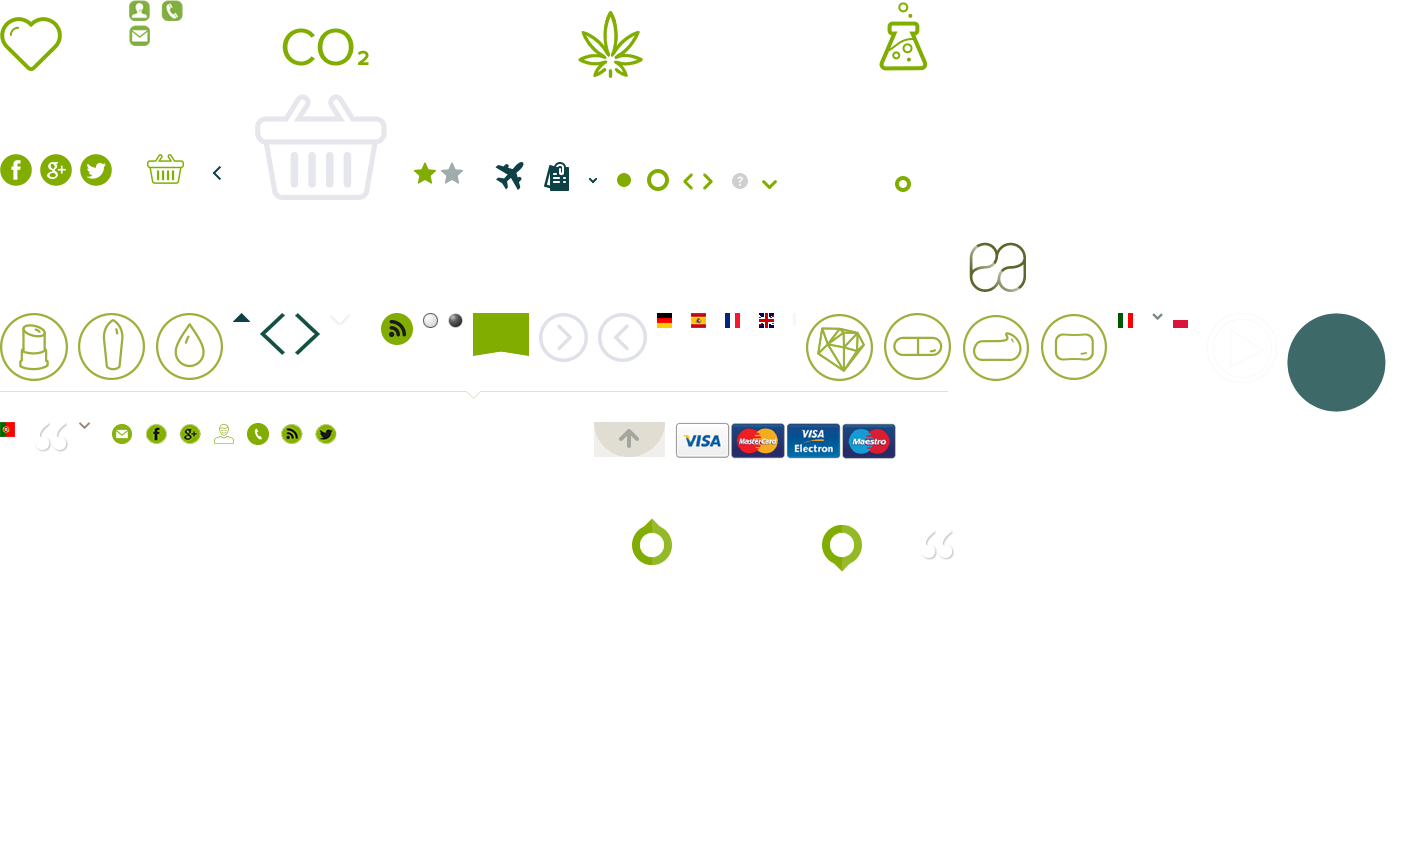 CO₂
f
g+
?
VISA
MasterCard
VISA
Electron
Maestro
f
g+